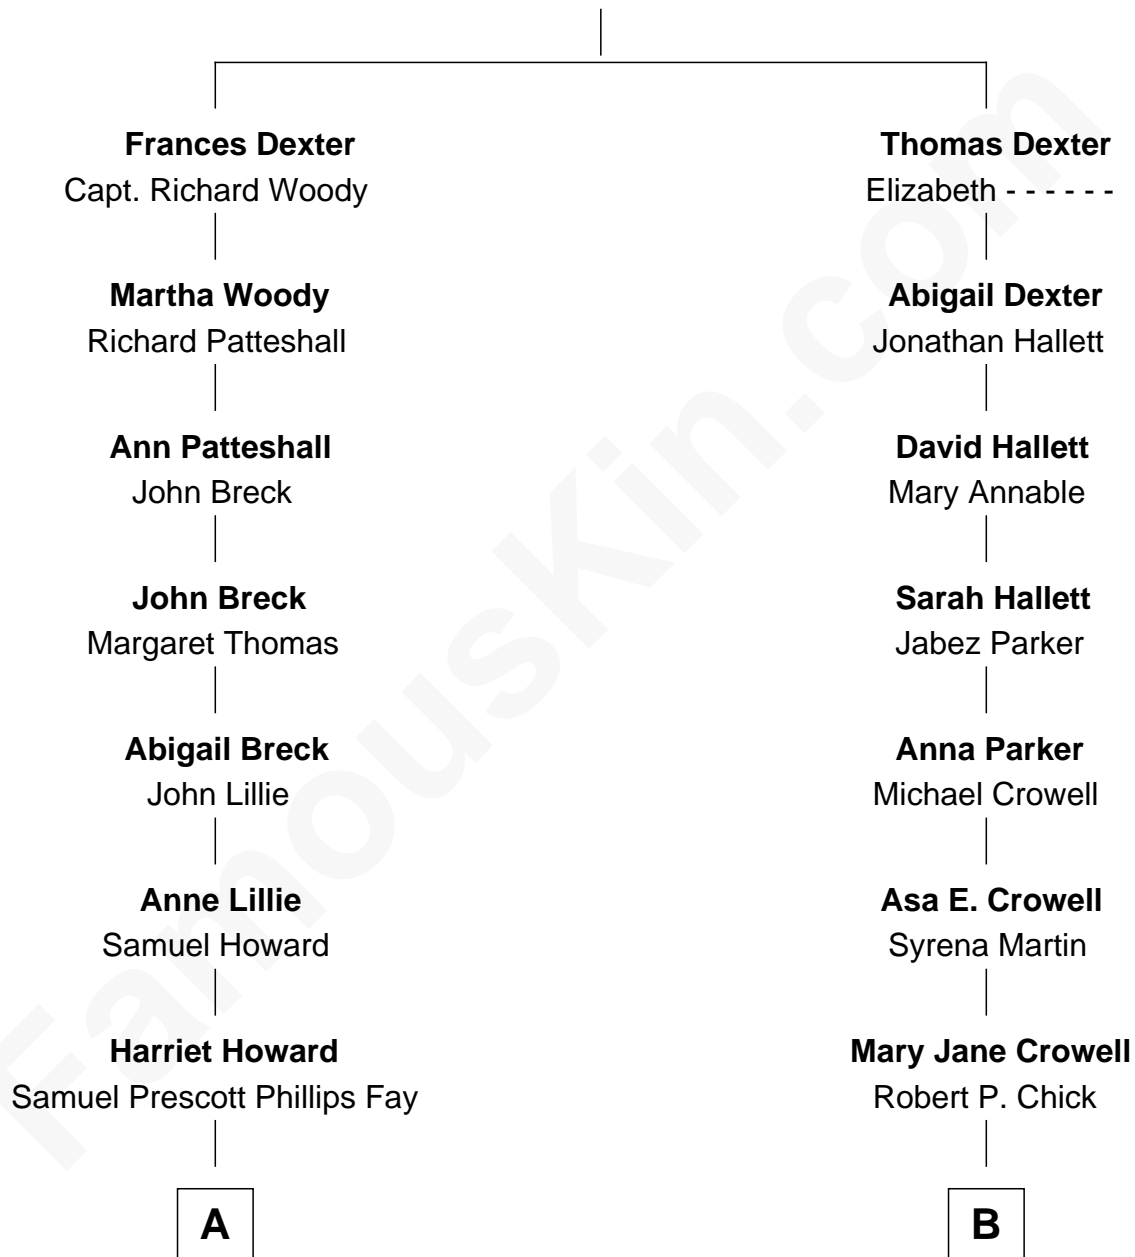 Frances Dexter
Capt. Richard Woody
Thomas Dexter
Elizabeth - - - - - -
Martha Woody
Richard Patteshall
Abigail Dexter
Jonathan Hallett
Ann Patteshall
John Breck
David Hallett
Mary Annable
John Breck
Margaret Thomas
Sarah Hallett
Jabez Parker
Abigail Breck
John Lillie
Anna Parker
Michael Crowell
Anne Lillie
Samuel Howard
Asa E. Crowell
Syrena Martin
Harriet Howard
Samuel Prescott Phillips Fay
Mary Jane Crowell
Robert P. Chick
A
B
FamousKin.com